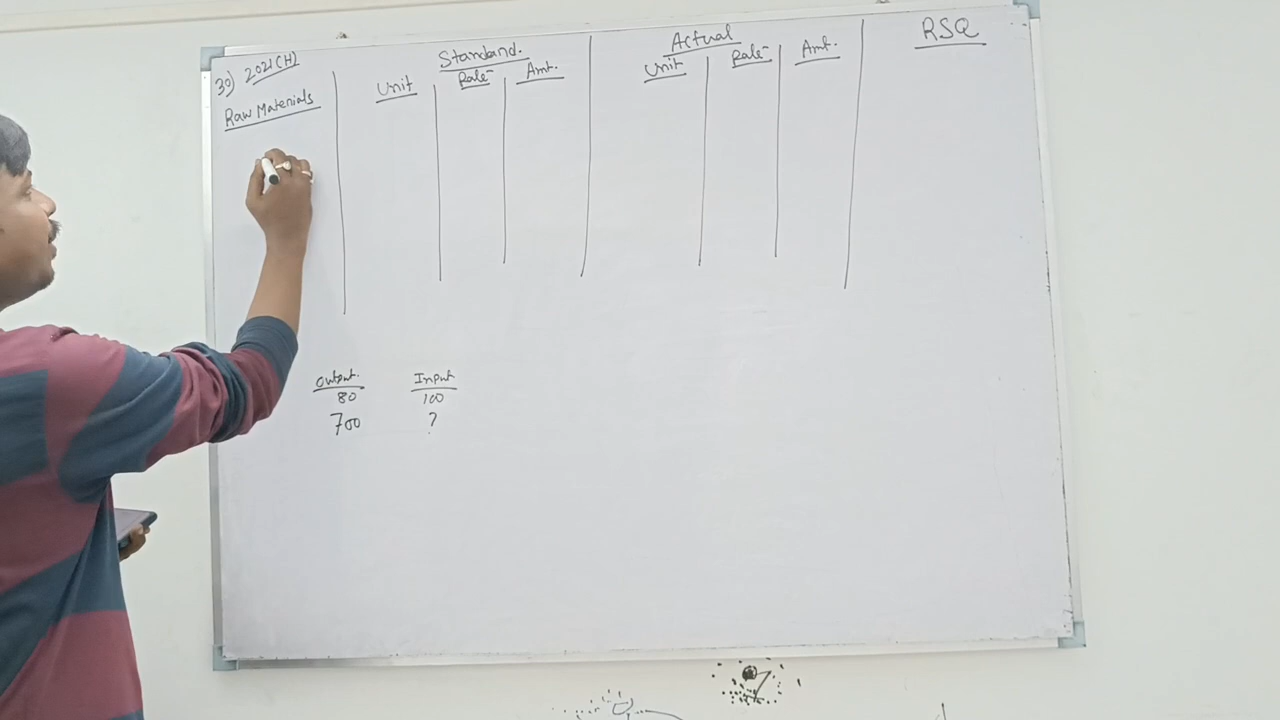 30) 2021(H)
Raw Materials
Standard.
Unit Rate Amt.
Actual
Unit Rate Amt.
RSQ
Output. Input
80 100
700 ?